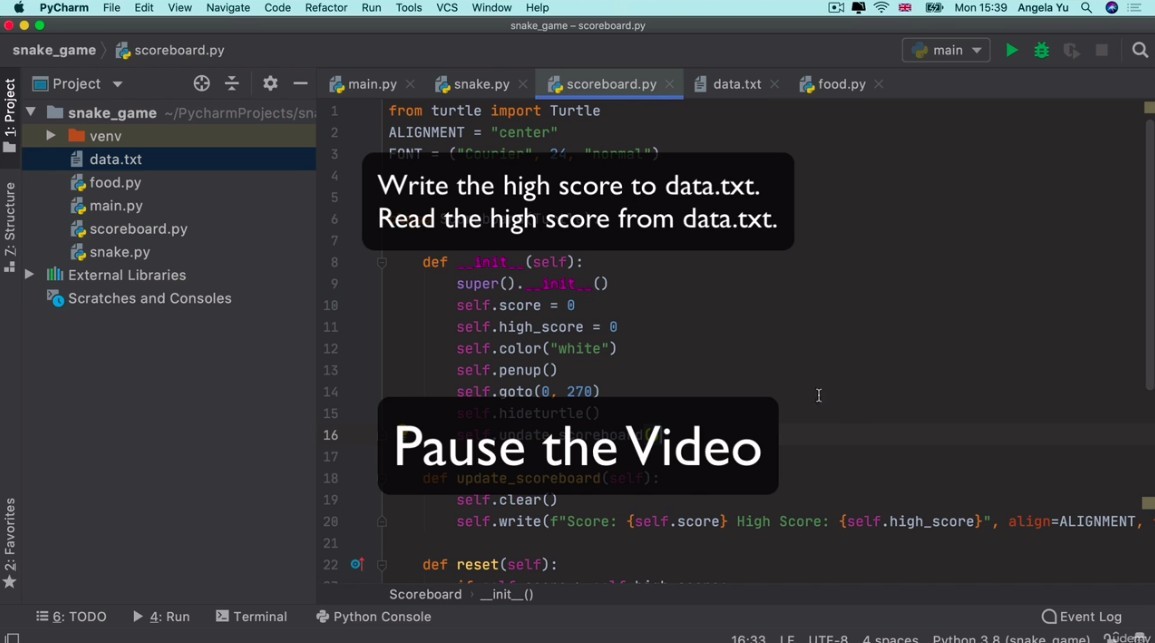 PyCharm File Edit View Navigate Code Refactor Run Tools VCS Window Help Mon 15:39 Angela Yu
snake_game – scoreboard.py
snake_game scoreboard.py main
Project main.py snake.py scoreboard.py data.txt food.py
1: Project
Z: Structure
2: Favorites
snake_game ~/PycharmProjects/sna
venv
data.txt
food.py
main.py
scoreboard.py
snake.py
External Libraries
Scratches and Consoles
1 from turtle import Turtle
2 ALIGNMENT = "center"
3 FONT = ("Courier", 24, "normal")
4
Write the high score to data.txt.
5
Read the high score from data.txt.
6
7
8 def __init__(self):
9 super().__init__()
10 self.score = 0
11 self.high_score = 0
12 self.color("white")
13 self.penup()
14 self.goto(0, 270)
15 self.hideturtle()
16 self.update_scoreboard()
Pause the Video
17
18 def update_scoreboard(self):
19 self.clear()
20 self.write(f"Score: {self.score} High Score: {self.high_score}", align=ALIGNMENT,
21
22 def reset(self):
Scoreboard __init__()
6: TODO 4: Run Terminal Python Console Event Log
16:33 LF UTF-8 4 spaces Python 3.8 (snake_game)